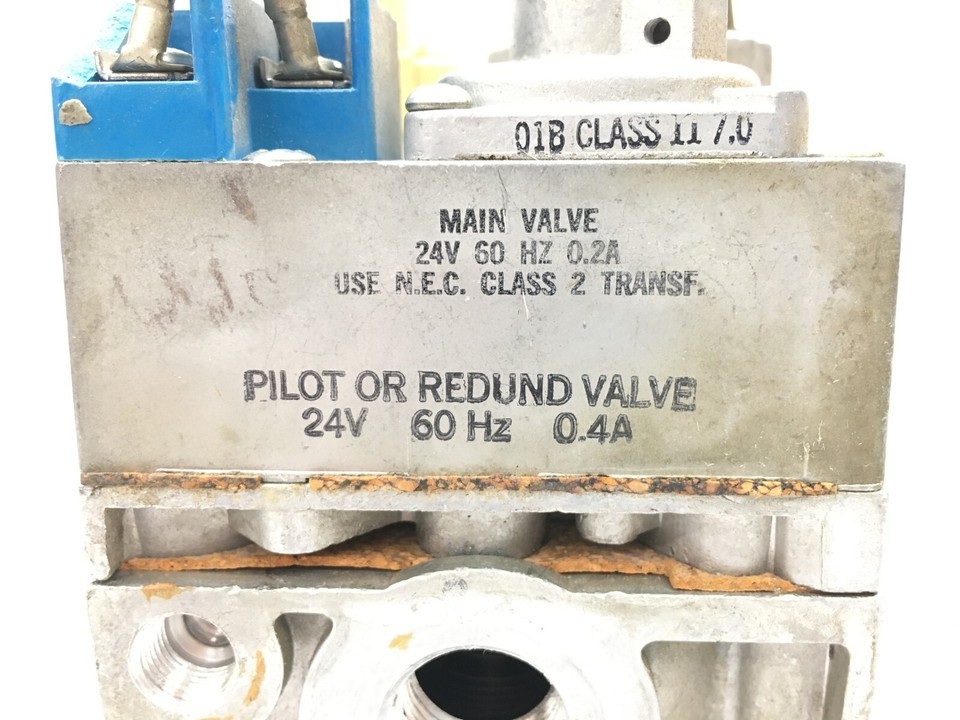 01B CLASS 11 7.0
MAIN VALVE
24V 60 HZ 0.2A
USE N.E.C. CLASS 2 TRANSF.
PILOT OR REDUND VALVE
24V 60 Hz 0.4A